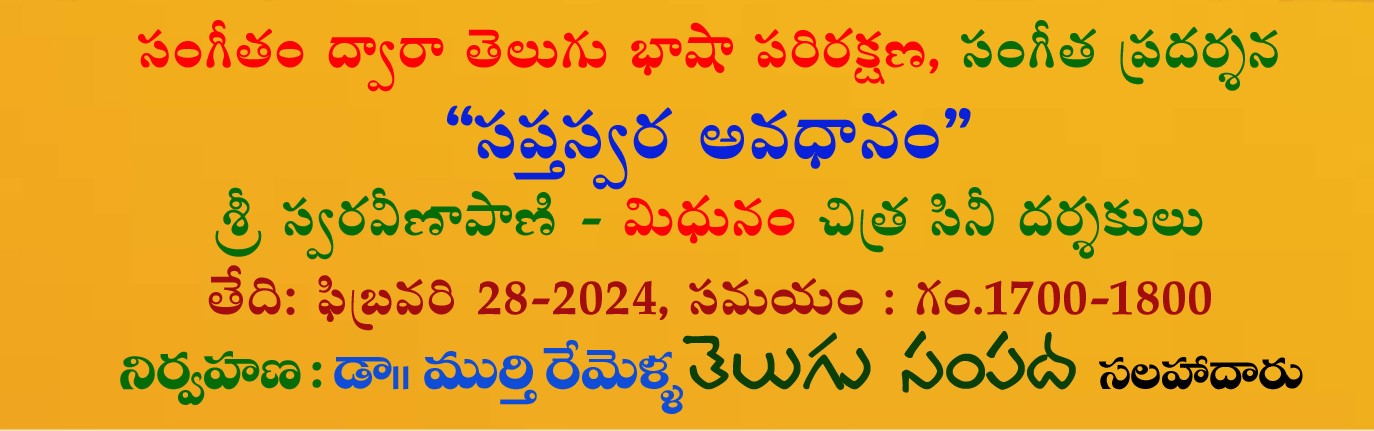 సంగీతం ద్వారా తెలుగు భాషా పరిరక్షణ, సంగీత ప్రదర్శన
“సప్తస్వర అవధానం”
శ్రీ స్వరవీణాపాణి - మిధునం చిత్ర సినీ దర్శకులు
తేది: ఫిబ్రవరి 28-2024, సమయం : గం.1700-1800
నిర్వహణ : డా॥ ముర్తి రేమెళ్ళ తెలుగు సంపద సలహాదారు